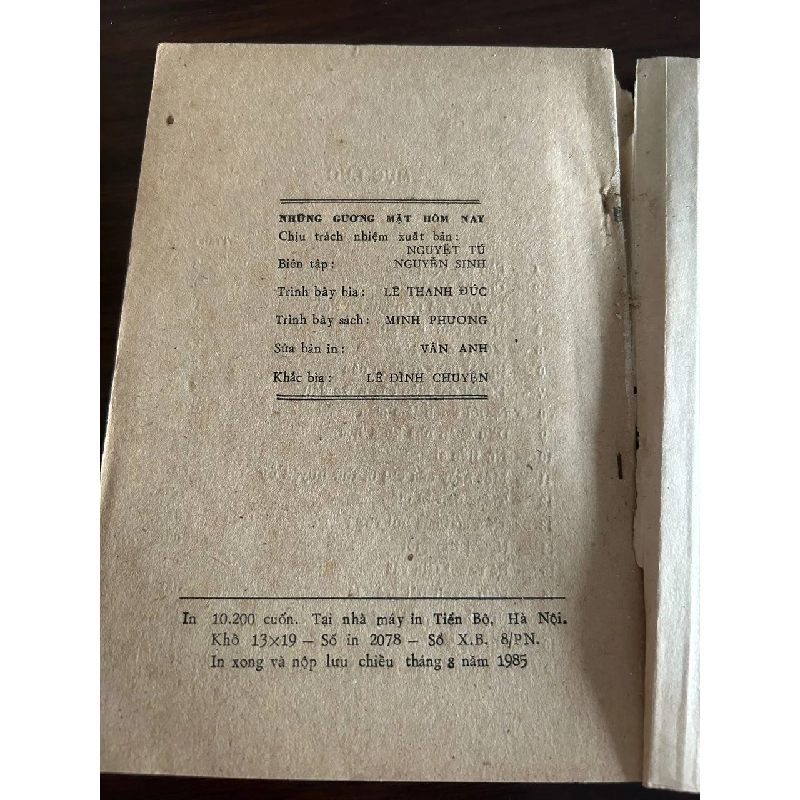 NHỮNG GƯƠNG MẶT HÔM NAY
Chịu trách nhiệm xuất bản:
NGUYỆT TÚ
Biên tập: NGUYỄN SINH
Trình bày bìa: LÊ THANH ĐỨC
Trình bày sách: MINH PHƯƠNG
Sửa bản in: VÂN ANH
Khắc bìa: LÊ ĐÌNH CHUYỆN
In 10.200 cuốn. Tại nhà máy in Tiến Bộ, Hà Nội.
Khổ 13×19 — Số in 2078 — Số X.B. 8/PN.
In xong và nộp lưu chiểu tháng 8 năm 1985